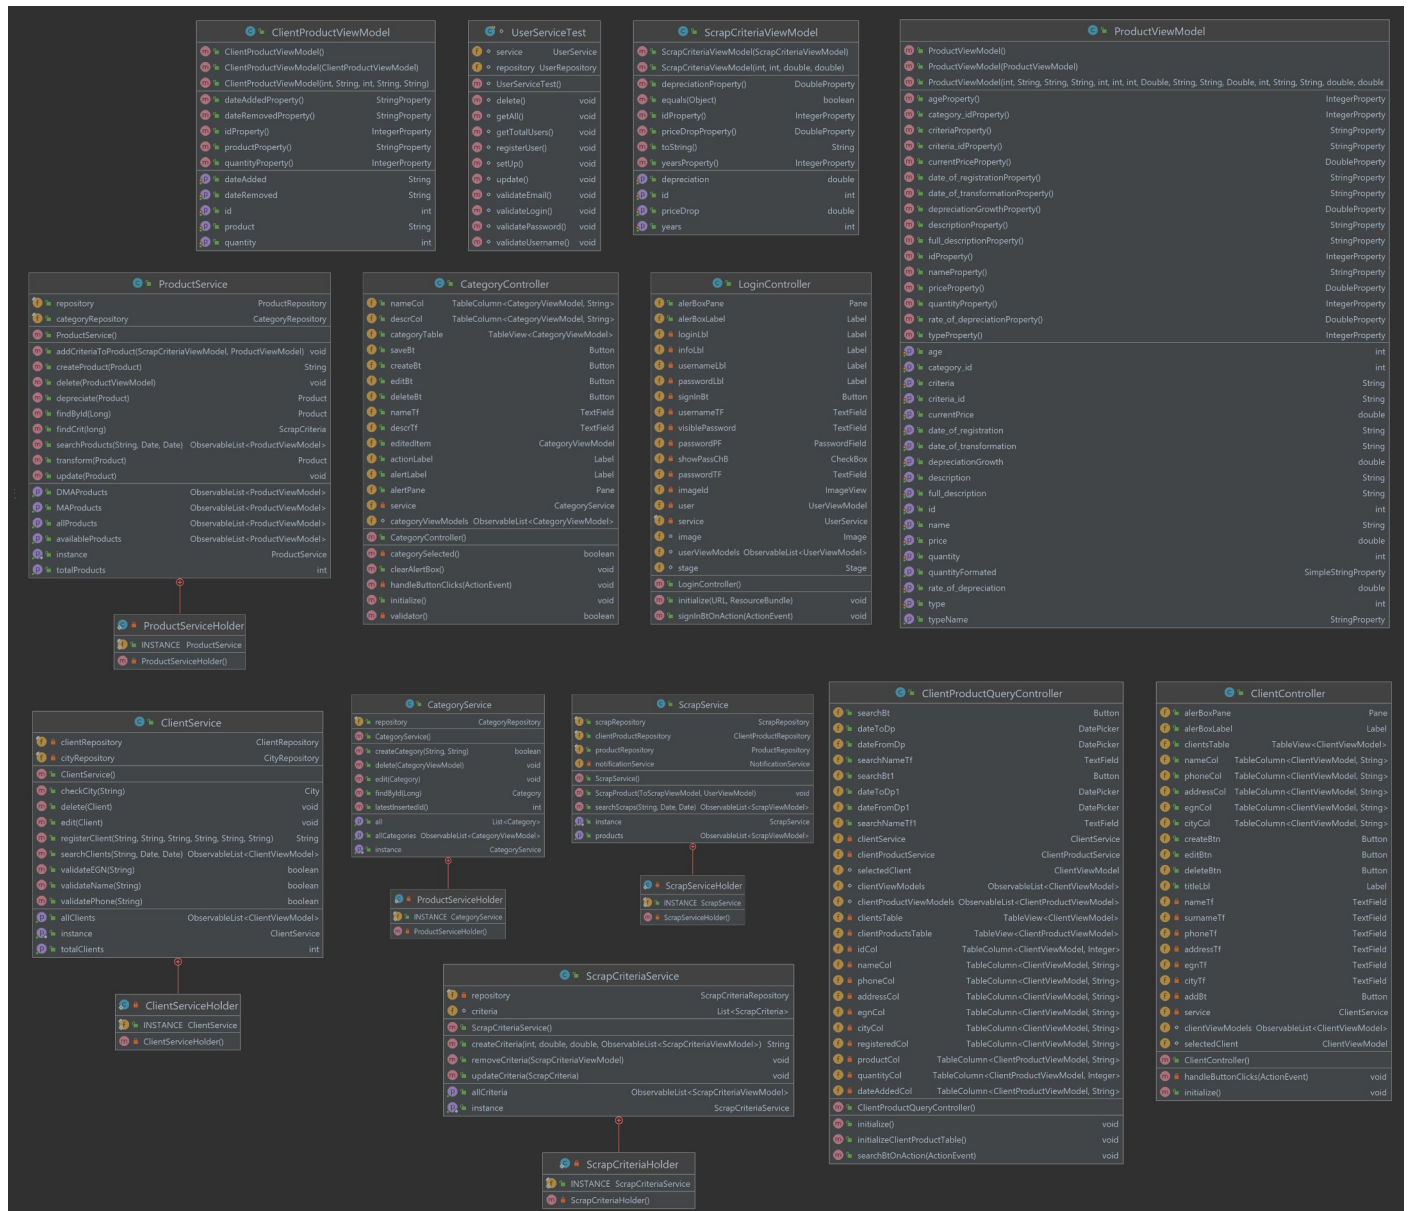 ClientProductViewModel
ClientProductViewModel()
ClientProductViewModel(ClientProductViewModel)
ClientProductViewModel(int, String, int, String, String)
dateAddedProperty() StringProperty
dateRemovedProperty() StringProperty
idProperty() IntegerProperty
productProperty() StringProperty
quantityProperty() IntegerProperty
dateAdded String
dateRemoved String
id int
product String
quantity int
UserServiceTest
service UserService
repository UserRepository
UserServiceTest()
delete() void
getAll() void
getTotalUsers() void
registerUser() void
setUp() void
update() void
validateEmail() void
validateLogin() void
validatePassword() void
validateUsername() void
ScrapCriteriaViewModel
ScrapCriteriaViewModel(ScrapCriteriaViewModel)
ScrapCriteriaViewModel(int, int, double, double)
depreciationProperty() DoubleProperty
equals(Object) boolean
idProperty() IntegerProperty
priceDropProperty() DoubleProperty
toString() String
yearsProperty() IntegerProperty
depreciation double
id int
priceDrop double
years int
ProductViewModel
ProductViewModel()
ProductViewModel(ProductViewModel)
ProductViewModel(int, String, String, String, int, int, int, Double, String, String, Double, int, String, String, double, double
ageProperty() IntegerProperty
category_idProperty() IntegerProperty
criteriaProperty() StringProperty
criteria_idProperty() StringProperty
currentPriceProperty() DoubleProperty
date_of_registrationProperty() StringProperty
date_of_transformationProperty() StringProperty
depreciationGrowthProperty() DoubleProperty
descriptionProperty() StringProperty
full_descriptionProperty() StringProperty
idProperty() IntegerProperty
nameProperty() StringProperty
priceProperty() DoubleProperty
quantityProperty() IntegerProperty
rate_of_depreciationProperty() DoubleProperty
typeProperty() IntegerProperty
age int
category_id int
criteria String
criteria_id String
currentPrice double
date_of_registration String
date_of_transformation String
depreciationGrowth double
description String
full_description String
id int
name String
price double
quantity int
quantityFormated SimpleStringProperty
rate_of_depreciation double
type int
typeName StringProperty
ProductService
repository ProductRepository
categoryRepository CategoryRepository
ProductService()
addCriteriaToProduct(ScrapCriteriaViewModel, ProductViewModel) void
createProduct(Product) String
delete(ProductViewModel) void
depreciate(Product) Product
findById(Long) Product
findCrit(long) ScrapCriteria
searchProducts(String, Date, Date) ObservableList<ProductViewModel>
transform(Product) Product
update(Product) void
DMAProducts ObservableList<ProductViewModel>
MAProducts ObservableList<ProductViewModel>
allProducts ObservableList<ProductViewModel>
availableProducts ObservableList<ProductViewModel>
instance ProductService
totalProducts int
ProductServiceHolder
INSTANCE ProductService
ProductServiceHolder()
CategoryController
nameCol TableColumn<CategoryViewModel, String>
descrCol TableColumn<CategoryViewModel, String>
categoryTable TableView<CategoryViewModel>
saveBt Button
createBt Button
editBt Button
deleteBt Button
nameTf TextField
descrTf TextField
editedItem CategoryViewModel
actionLabel Label
alertLabel Label
alertPane Pane
service CategoryService
categoryViewModels ObservableList<CategoryViewModel>
CategoryController()
categorySelected() boolean
clearAlertBox() void
handleButtonClicks(ActionEvent) void
initialize() void
validator() boolean
LoginController
alerBoxPane Pane
alerBoxLabel Label
loginLbl Label
infoLbl Label
usernameLbl Label
passwordLbl Label
signInBt Button
usernameTF TextField
visiblePassword TextField
passwordPF PasswordField
showPassChB CheckBox
passwordTF TextField
imageId ImageView
user UserViewModel
service UserService
image Image
userViewModels ObservableList<UserViewModel>
stage Stage
LoginController()
initialize(URL, ResourceBundle) void
signInBtOnAction(ActionEvent) void
ClientService
clientRepository ClientRepository
cityRepository CityRepository
ClientService()
checkCity(String) City
delete(Client) void
edit(Client) void
registerClient(String, String, String, String, String, String) String
searchClients(String, Date, Date) ObservableList<ClientViewModel>
validateEGN(String) boolean
validateName(String) boolean
validatePhone(String) boolean
allClients ObservableList<ClientViewModel>
instance ClientService
totalClients int
ClientServiceHolder
INSTANCE ClientService
ClientServiceHolder()
CategoryService
repository CategoryRepository
CategoryService()
createCategory(String, String) boolean
delete(CategoryViewModel) void
edit(Category) void
findById(Long) Category
latestInsertedId() int
all List<Category>
allCategories ObservableList<CategoryViewModel>
instance CategoryService
ProductServiceHolder
INSTANCE CategoryService
ProductServiceHolder()
ScrapService
scrapRepository ScrapRepository
clientProductRepository ClientProductRepository
productRepository ProductRepository
notificationService NotificationService
ScrapService()
ScrapProduct(ToScrapViewModel, UserViewModel) void
searchScraps(String, Date, Date) ObservableList<ScrapViewModel>
instance ScrapService
products ObservableList<ScrapViewModel>
ScrapServiceHolder
INSTANCE ScrapService
ScrapServiceHolder()
ScrapCriteriaService
repository ScrapCriteriaRepository
criteria List<ScrapCriteria>
ScrapCriteriaService()
createCriteria(int, double, double, ObservableList<ScrapCriteriaViewModel>) String
removeCriteria(ScrapCriteriaViewModel) void
updateCriteria(ScrapCriteria) void
allCriteria ObservableList<ScrapCriteriaViewModel>
instance ScrapCriteriaService
ScrapCriteriaHolder
INSTANCE ScrapCriteriaService
ScrapCriteriaHolder()
ClientProductQueryController
searchBt Button
dateToDp DatePicker
dateFromDp DatePicker
searchNameTf TextField
searchBt1 Button
dateToDp1 DatePicker
dateFromDp1 DatePicker
searchNameTf1 TextField
clientService ClientService
clientProductService ClientProductService
selectedClient ClientViewModel
clientViewModels ObservableList<ClientViewModel>
clientProductViewModels ObservableList<ClientProductViewModel>
clientsTable TableView<ClientViewModel>
clientProductsTable TableView<ClientProductViewModel>
idCol TableColumn<ClientViewModel, Integer>
nameCol TableColumn<ClientViewModel, String>
phoneCol TableColumn<ClientViewModel, String>
addressCol TableColumn<ClientViewModel, String>
egnCol TableColumn<ClientViewModel, String>
cityCol TableColumn<ClientViewModel, String>
registeredCol TableColumn<ClientViewModel, String>
productCol TableColumn<ClientProductViewModel, String>
quantityCol TableColumn<ClientProductViewModel, Integer>
dateAddedCol TableColumn<ClientProductViewModel, String>
ClientProductQueryController()
initialize() void
initializeClientProductTable() void
searchBtOnAction(ActionEvent) void
ClientController
alerBoxPane Pane
alerBoxLabel Label
clientsTable TableView<ClientViewModel>
nameCol TableColumn<ClientViewModel, String>
phoneCol TableColumn<ClientViewModel, String>
addressCol TableColumn<ClientViewModel, String>
egnCol TableColumn<ClientViewModel, String>
cityCol TableColumn<ClientViewModel, String>
createBtn Button
editBtn Button
deleteBtn Button
titleLbl Label
nameTf TextField
surnameTf TextField
phoneTf TextField
addressTf TextField
egnTf TextField
cityTf TextField
addBt Button
service ClientService
clientViewModels ObservableList<ClientViewModel>
selectedClient ClientViewModel
ClientController()
handleButtonClicks(ActionEvent) void
initialize() void